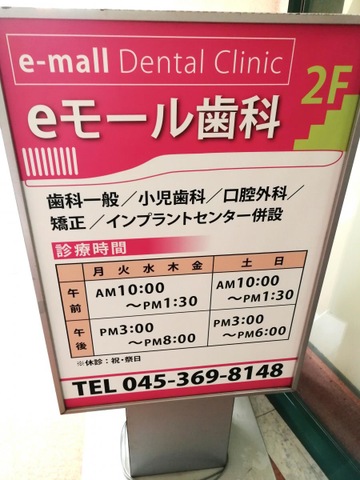 e-mall Dental Clinic
2F
eモール歯科
歯科一般／小児歯科／口腔外科／
矯正／インプラントセンター併設
診療時間
月 火 水 木 金 土 日
午前 AM10:00～PM1:30 AM10:00～PM1:30
午後 PM3:00～PM8:00 PM3:00～PM6:00
※休診：祝・祭日
TEL 045-369-8148